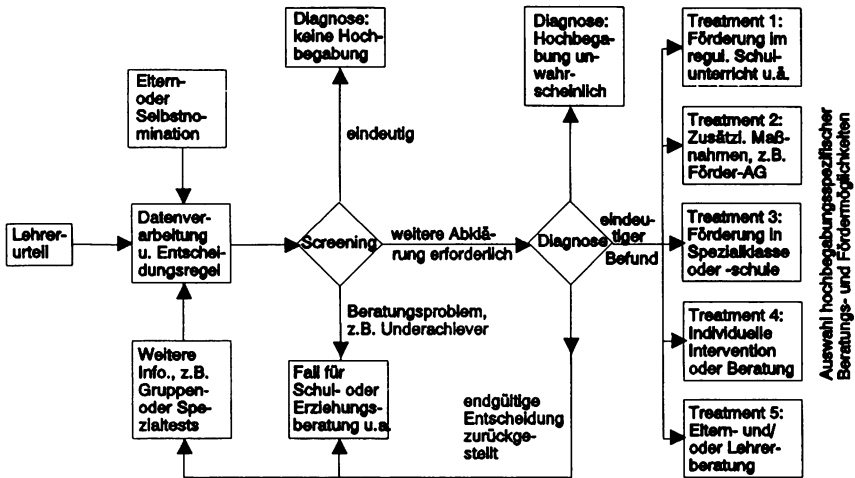 Diagnose:
keine Hoch-
begabung
Diagnose:
Hochbega-
bung un-
wahr-
scheinlich
Treatment 1:
Förderung im
regul. Schul-
unterricht u.ä.
Eltern-
oder
Selbstno-
mination
eindeutig
Treatment 2:
Zusätzl. Maß-
nahmen, z.B.
Förder-AG
Lehrer-
urteil
Datenver-
arbeitung
u. Entschei-
dungsregel
Screening
weitere Abklä-
rung erforderlich
Diagnose
eindeu-
tiger
Befund
Treatment 3:
Förderung in
Spezialklasse
oder -schule
Beratungsproblem,
z.B. Underachiever
Treatment 4:
Individuelle
Intervention
oder Beratung
Weitere
Info., z.B.
Gruppen-
oder Spe-
zialtests
Fall für
Schul- oder
Erziehungs-
beratung u.a.
endgültige
Entscheidung
zurückge-
stellt
Treatment 5:
Eltern- und/
oder Lehrer-
beratung
Auswahl hochbegabungsspezifischer
Beratungs- und Fördermöglichkeiten